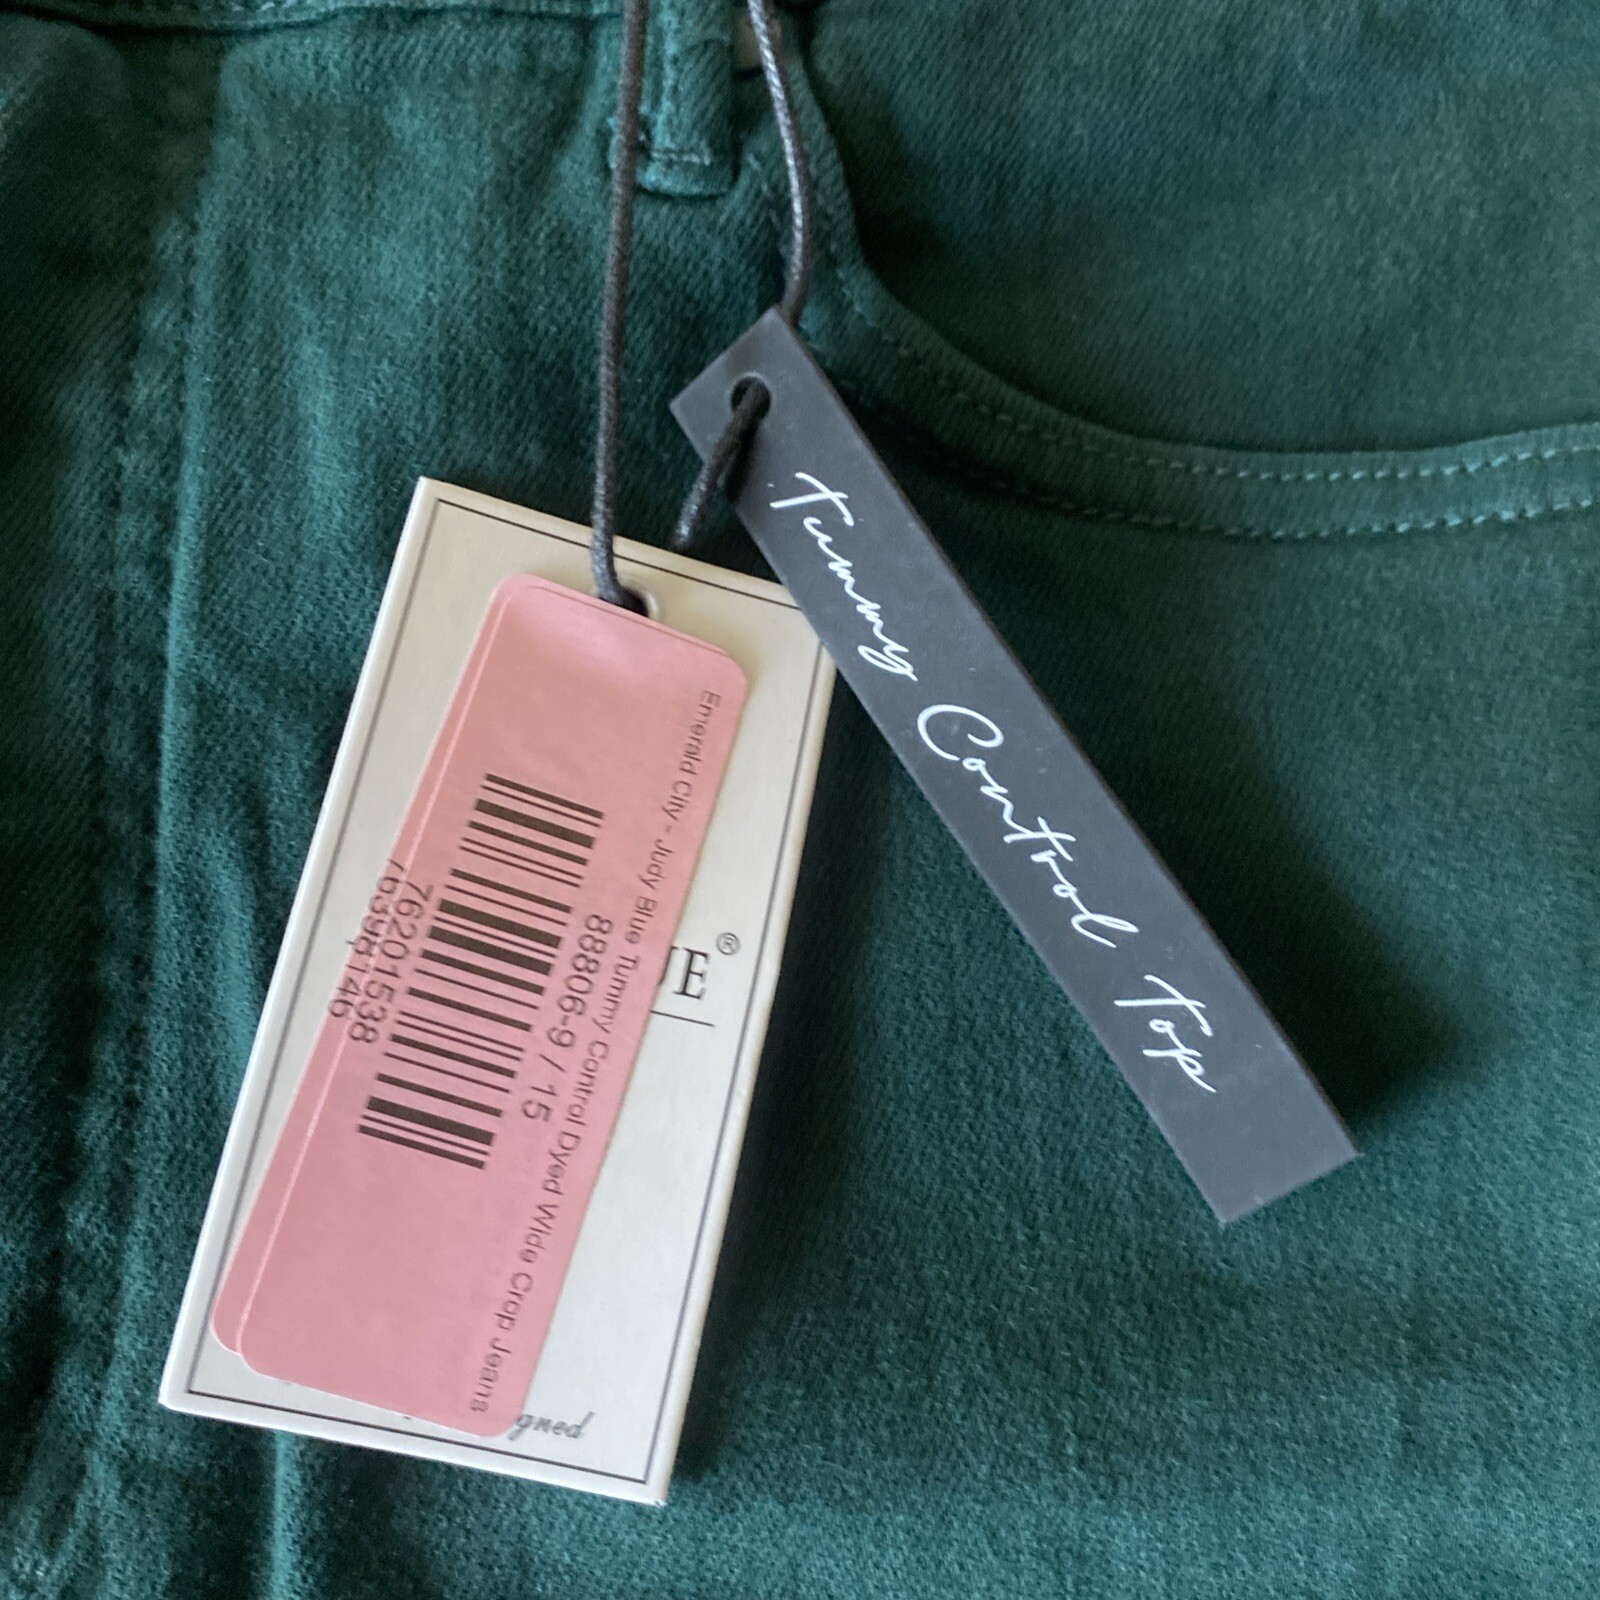 Tummy Control Top
Emerald City - Judy Blue Tummy Control Dyed Wide Crop Jeans
88806-9 / 15
76201538
76398146
UE®
gned